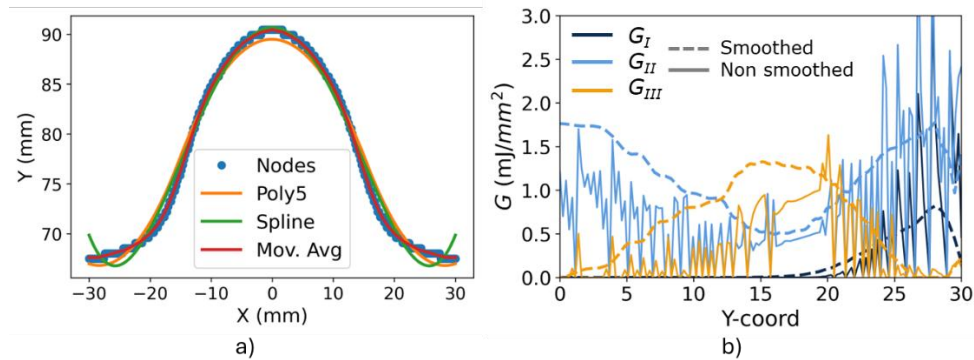 90
85
80
75
70
Y (mm)
Nodes
Poly5
Spline
Mov. Avg
−30 −20 −10 0 10 20 30
X (mm)
a)
3.0
2.5
2.0
1.5
1.0
0.5
0.0
G (mJ/mm²)
G_I
G_II
G_III
Smoothed
Non smoothed
0 5 10 15 20 25 30
Y-coord
b)